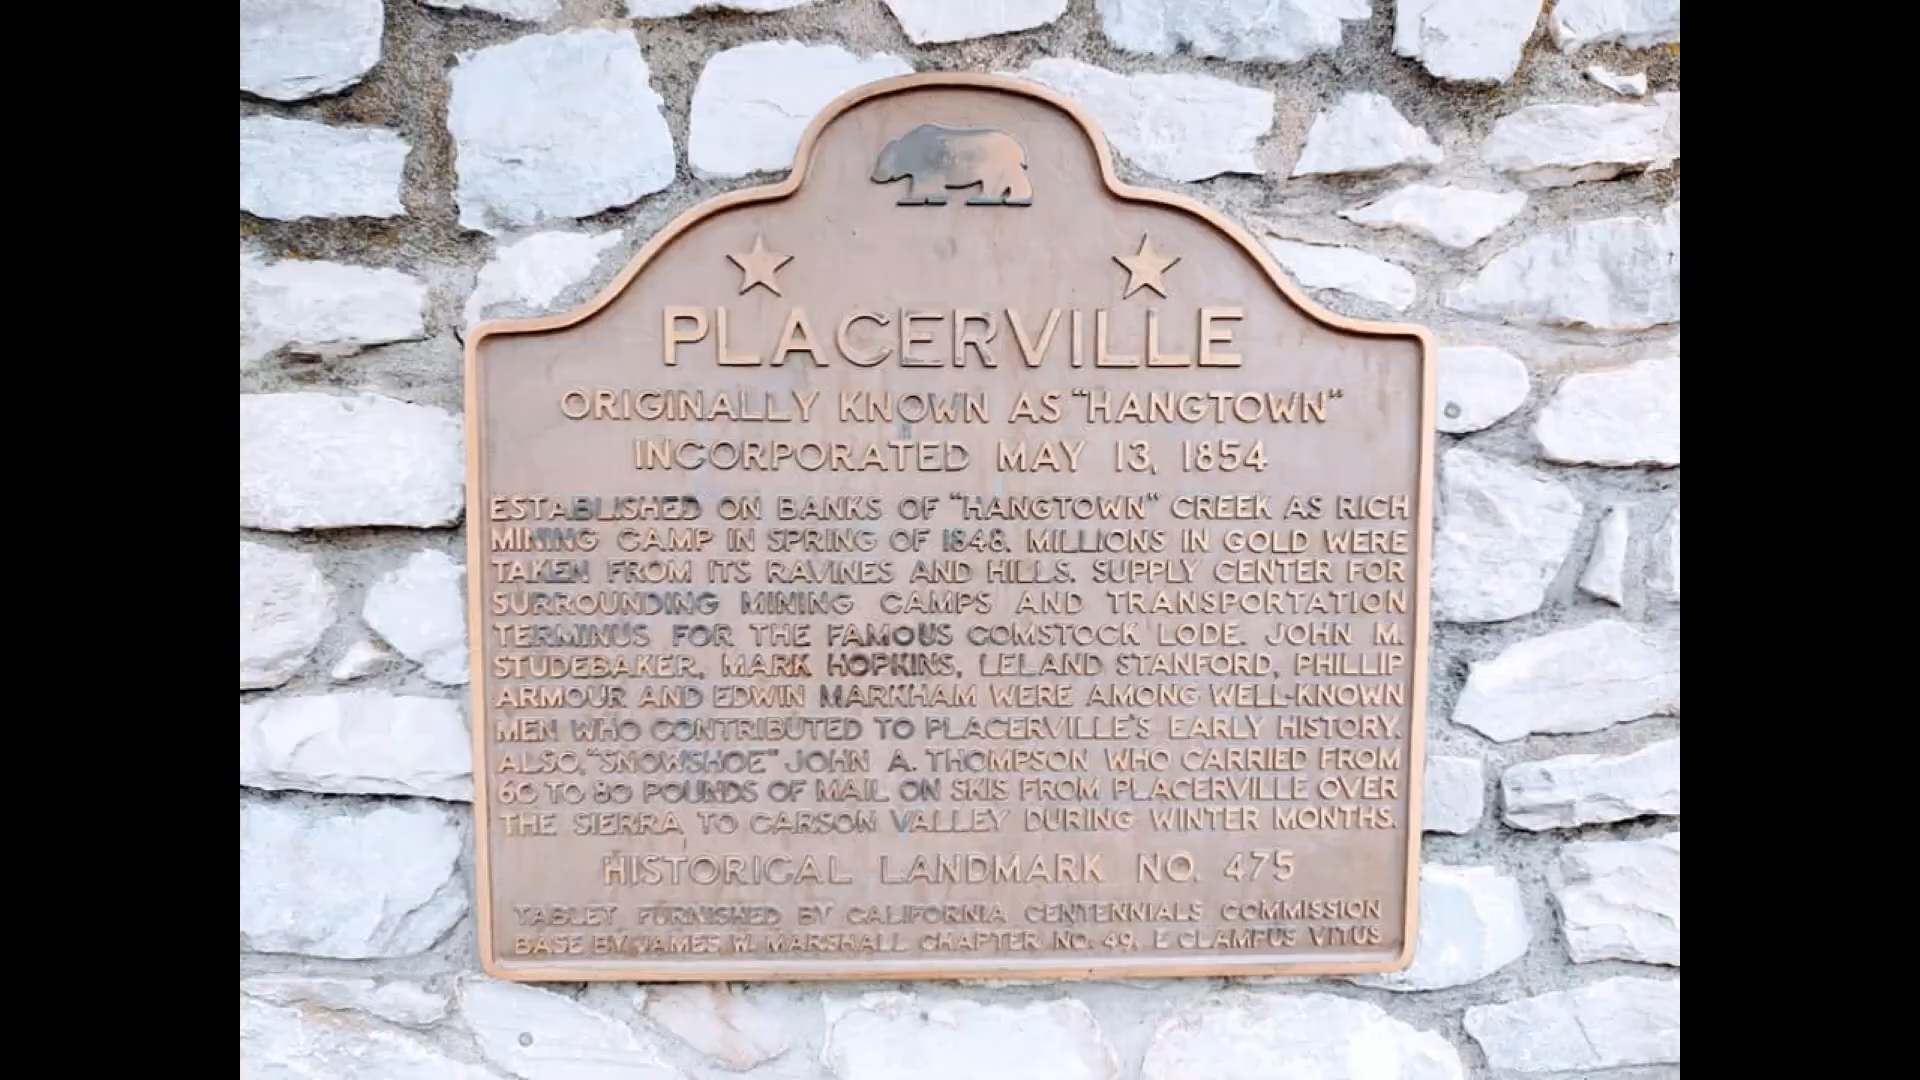 PLACERVILLE
ORIGINALLY KNOWN AS "HANGTOWN"
INCORPORATED MAY 13, 1854
ESTABLISHED ON BANKS OF "HANGTOWN" CREEK AS RICH
MINING CAMP IN SPRING OF 1848. MILLIONS IN GOLD WERE
TAKEN FROM ITS RAVINES AND HILLS. SUPPLY CENTER FOR
SURROUNDING MINING CAMPS AND TRANSPORTATION
TERMINUS FOR THE FAMOUS COMSTOCK LODE. JOHN M.
STUDEBAKER, MARK HOPKINS, LELAND STANFORD, PHILLIP
ARMOUR AND EDWIN MARKHAM WERE AMONG WELL-KNOWN
MEN WHO CONTRIBUTED TO PLACERVILLE'S EARLY HISTORY.
ALSO, "SNOWSHOE" JOHN A. THOMPSON WHO CARRIED FROM
60 TO 80 POUNDS OF MAIL ON SKIS FROM PLACERVILLE OVER
THE SIERRA TO CARSON VALLEY DURING WINTER MONTHS.
HISTORICAL LANDMARK NO. 475
TABLET FURNISHED BY CALIFORNIA CENTENNIALS COMMISSION
BASE BY JAMES W. MARSHALL CHAPTER NO. 49, E CLAMPUS VITUS